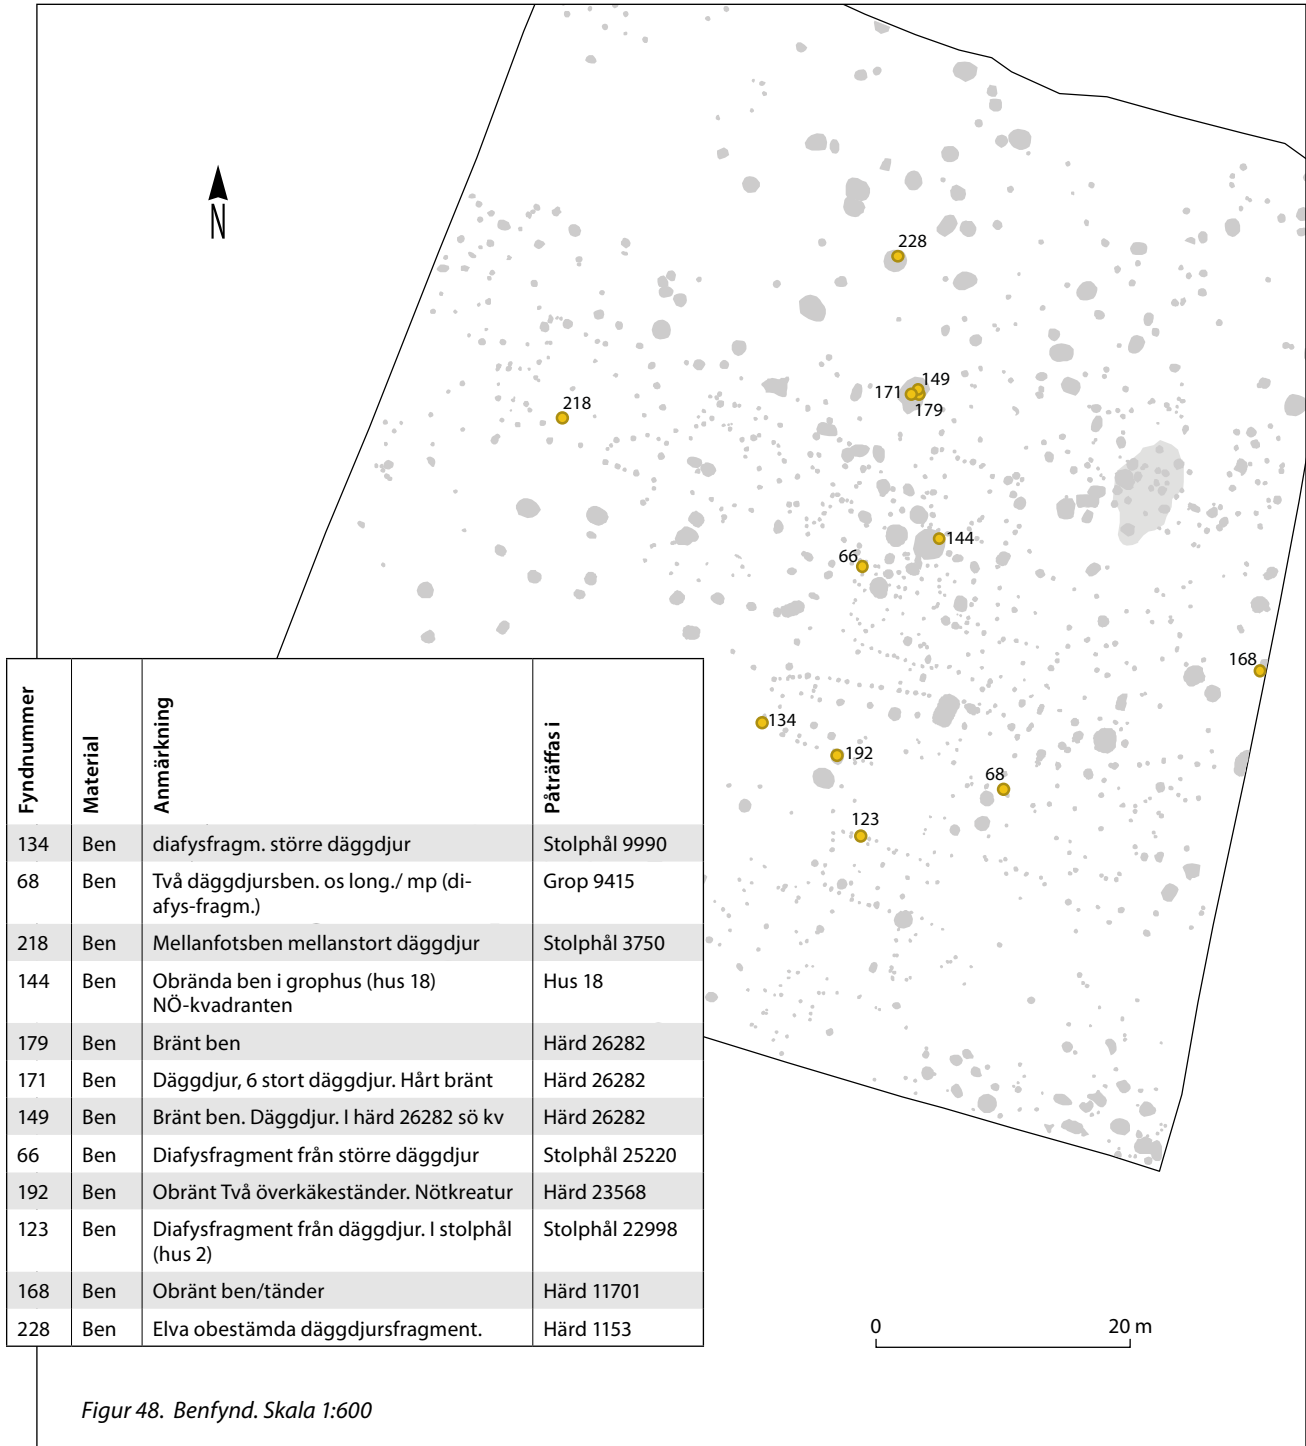 N
228
149
171
179
218
144
66
168
134
192
68
123
Fyndnummer Material Anmärkning Påträffas i
134 Ben diafysfragm. större däggdjur Stolphål 9990
68 Ben Två däggdjursben. os long./ mp (di- Grop 9415
afys-fragm.)
218 Ben Mellanfotsben mellanstort däggdjur Stolphål 3750
144 Ben Obrända ben i grophus (hus 18) Hus 18
NÖ-kvadranten
179 Ben Bränt ben Härd 26282
171 Ben Däggdjur, 6 stort däggdjur. Hårt bränt Härd 26282
149 Ben Bränt ben. Däggdjur. I härd 26282 sö kv Härd 26282
66 Ben Diafysfragment från större däggdjur Stolphål 25220
192 Ben Obränt Två överkäkeständer. Nötkreatur Härd 23568
123 Ben Diafysfragment från däggdjur. I stolphål Stolphål 22998
(hus 2)
168 Ben Obränt ben/tänder Härd 11701
228 Ben Elva obestämda däggdjursfragment. Härd 1153
0 20 m
Figur 48. Benfynd. Skala 1:600